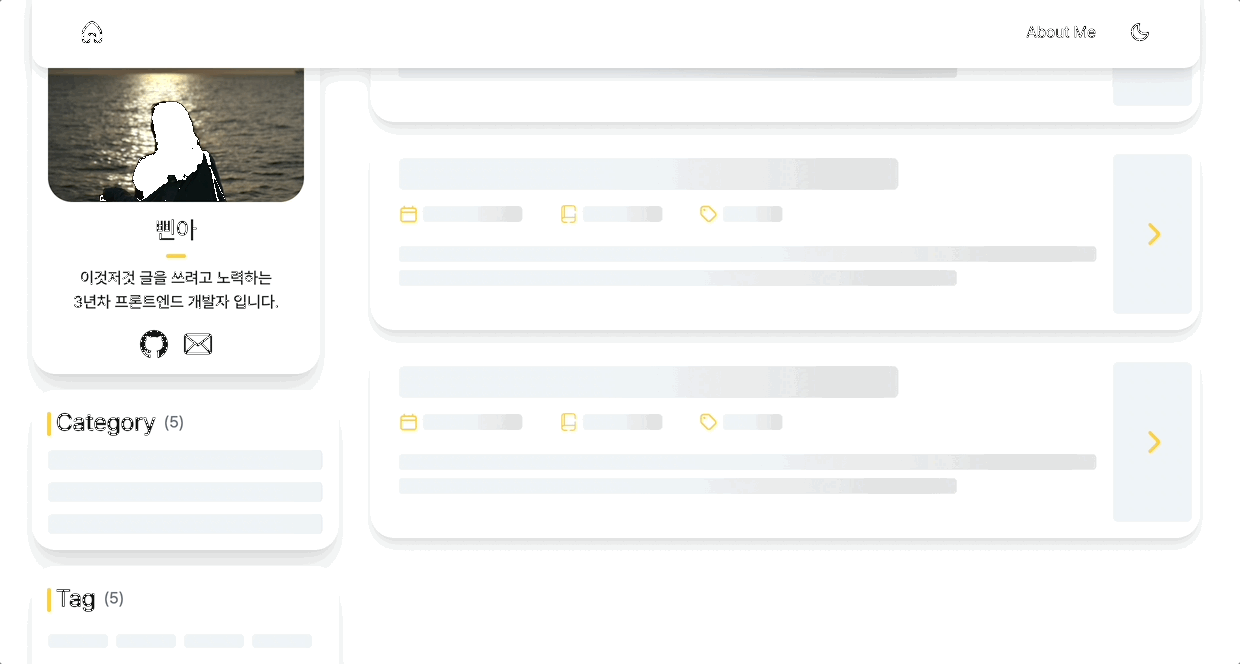 About Me
삔아
이것저것 글을 쓰려고 노력하는
3년차 프론트엔드 개발자 입니다.
Category (5)
Tag (5)